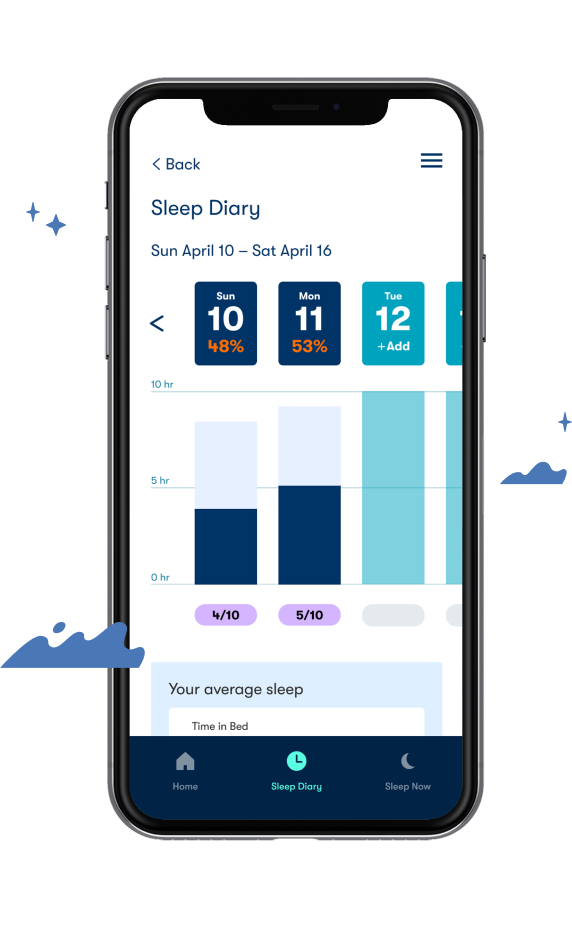 Back
Sleep Diary
Sun April 10 – Sat April 16
Sun Mon Tue
10 11 12
48% 53% +Add
10 hr
5 hr
0 hr
4/10 5/10
Your average sleep
Time in Bed
Home Sleep Diary Sleep Now